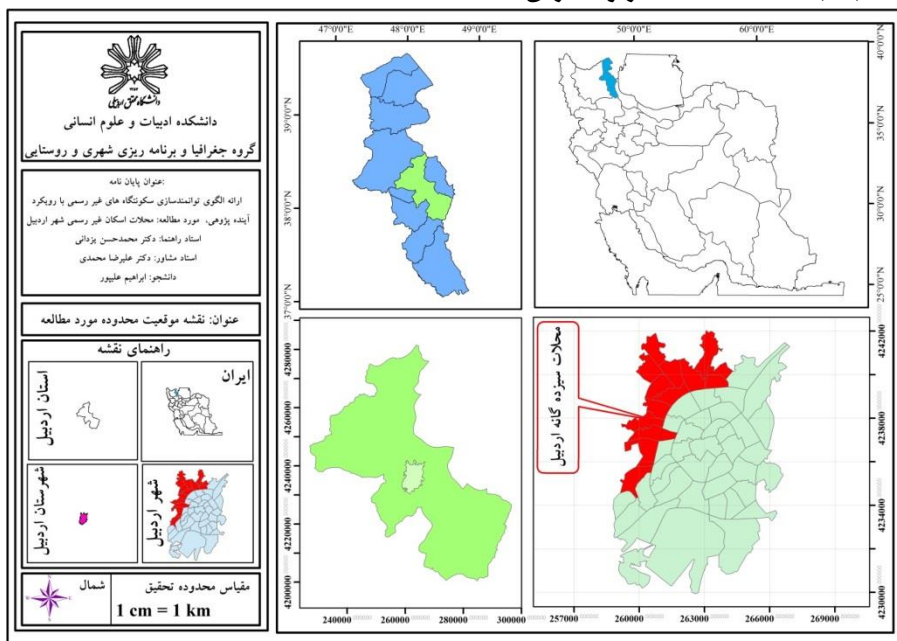 دانشگاه محقق اردبیلی
دانشکده ادبیات و علوم انسانی
گروه جغرافیا و برنامه ریزی شهری و روستایی
عنوان پایان نامه:
ارائه الگوی توانمندسازی سکونتگاه های غیر رسمی با رویکرد
آینده پژوهی، مورد مطالعه: محلات اسکان غیر رسمی شهر اردبیل
استاد راهنما: دکتر محمدحسن یزدانی
استاد مشاور: دکتر علیرضا محمدی
دانشجو: ابراهیم علیپور
عنوان: نقشه موقعیت محدوده مورد مطالعه
راهنمای نقشه
ایران
استان اردبیل
شهر اردبیل
شهرستان اردبیل
شمال
مقیاس محدوده تحقیق
1 cm = 1 km
47°0'0"E 48°0'0"E 49°0'0"E
39°0'0"N
38°0'0"N
37°0'0"N
50°0'0"E 60°0'0"E
40°0'0"N
35°0'0"N
30°0'0"N
25°0'0"N
4280000
4260000
4240000
4220000
4200000
240000 260000 280000 300000
محلات سیزده گانه اردبیل
4242000
4238000
4234000
4230000
257000 260000 263000 266000 269000